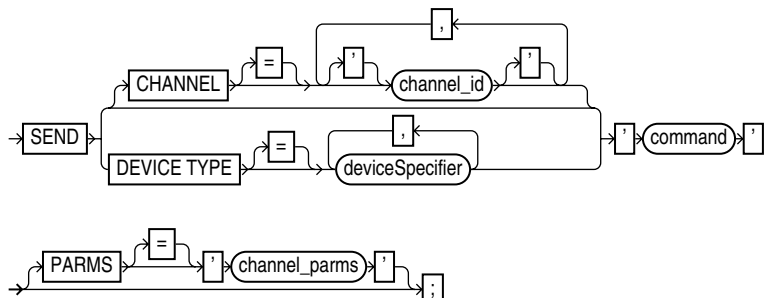 ,
= ' '
CHANNEL channel_id
SEND , ' command '
=
DEVICE TYPE deviceSpecifier
=
PARMS ' channel_parms '
;